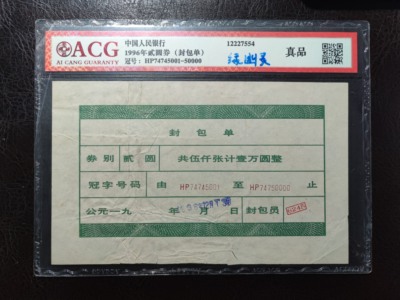 ACG
AI CANG GUARANTY
中国人民银行
1996年贰圆券（封包单）
冠号：HP74745001-50000
12227554
真品
封包单
券别 贰圆 共伍仟张计壹万圆整
冠字号码 由 HP74745001 至 HP74750000 止
公元一九 年 月 日 封包员